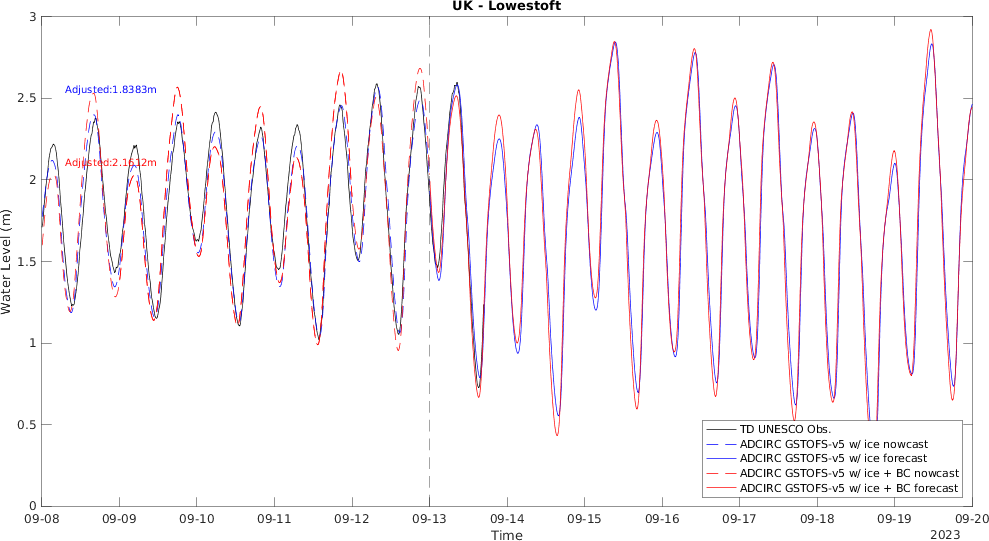 UK - Lowestoft
3
2.5
2
1.5
1
0.5
0
Water Level (m)
Adjusted:1.8383m
Adjusted:2.1512m
TD UNESCO Obs.
ADCIRC GSTOFS-v5 w/ ice nowcast
ADCIRC GSTOFS-v5 w/ ice forecast
ADCIRC GSTOFS-v5 w/ ice + BC nowcast
ADCIRC GSTOFS-v5 w/ ice + BC forecast
09-08 09-09 09-10 09-11 09-12 09-13 09-14 09-15 09-16 09-17 09-18 09-19 09-20
Time
2023